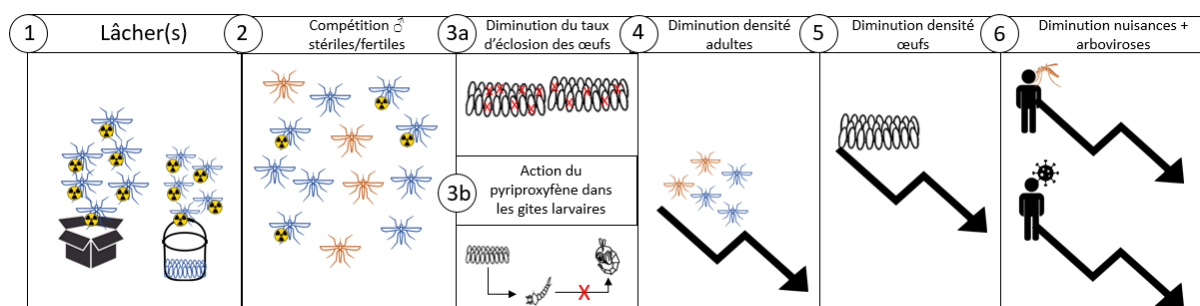 1
Lâcher(s)
2
Compétition ♂
stériles/fertiles
3a
Diminution du taux
d'éclosion des œufs
3b
Action du
pyriproxyfène dans
les gites larvaires
4
Diminution densité
adultes
5
Diminution densité
œufs
6
Diminution nuisances +
arboviroses